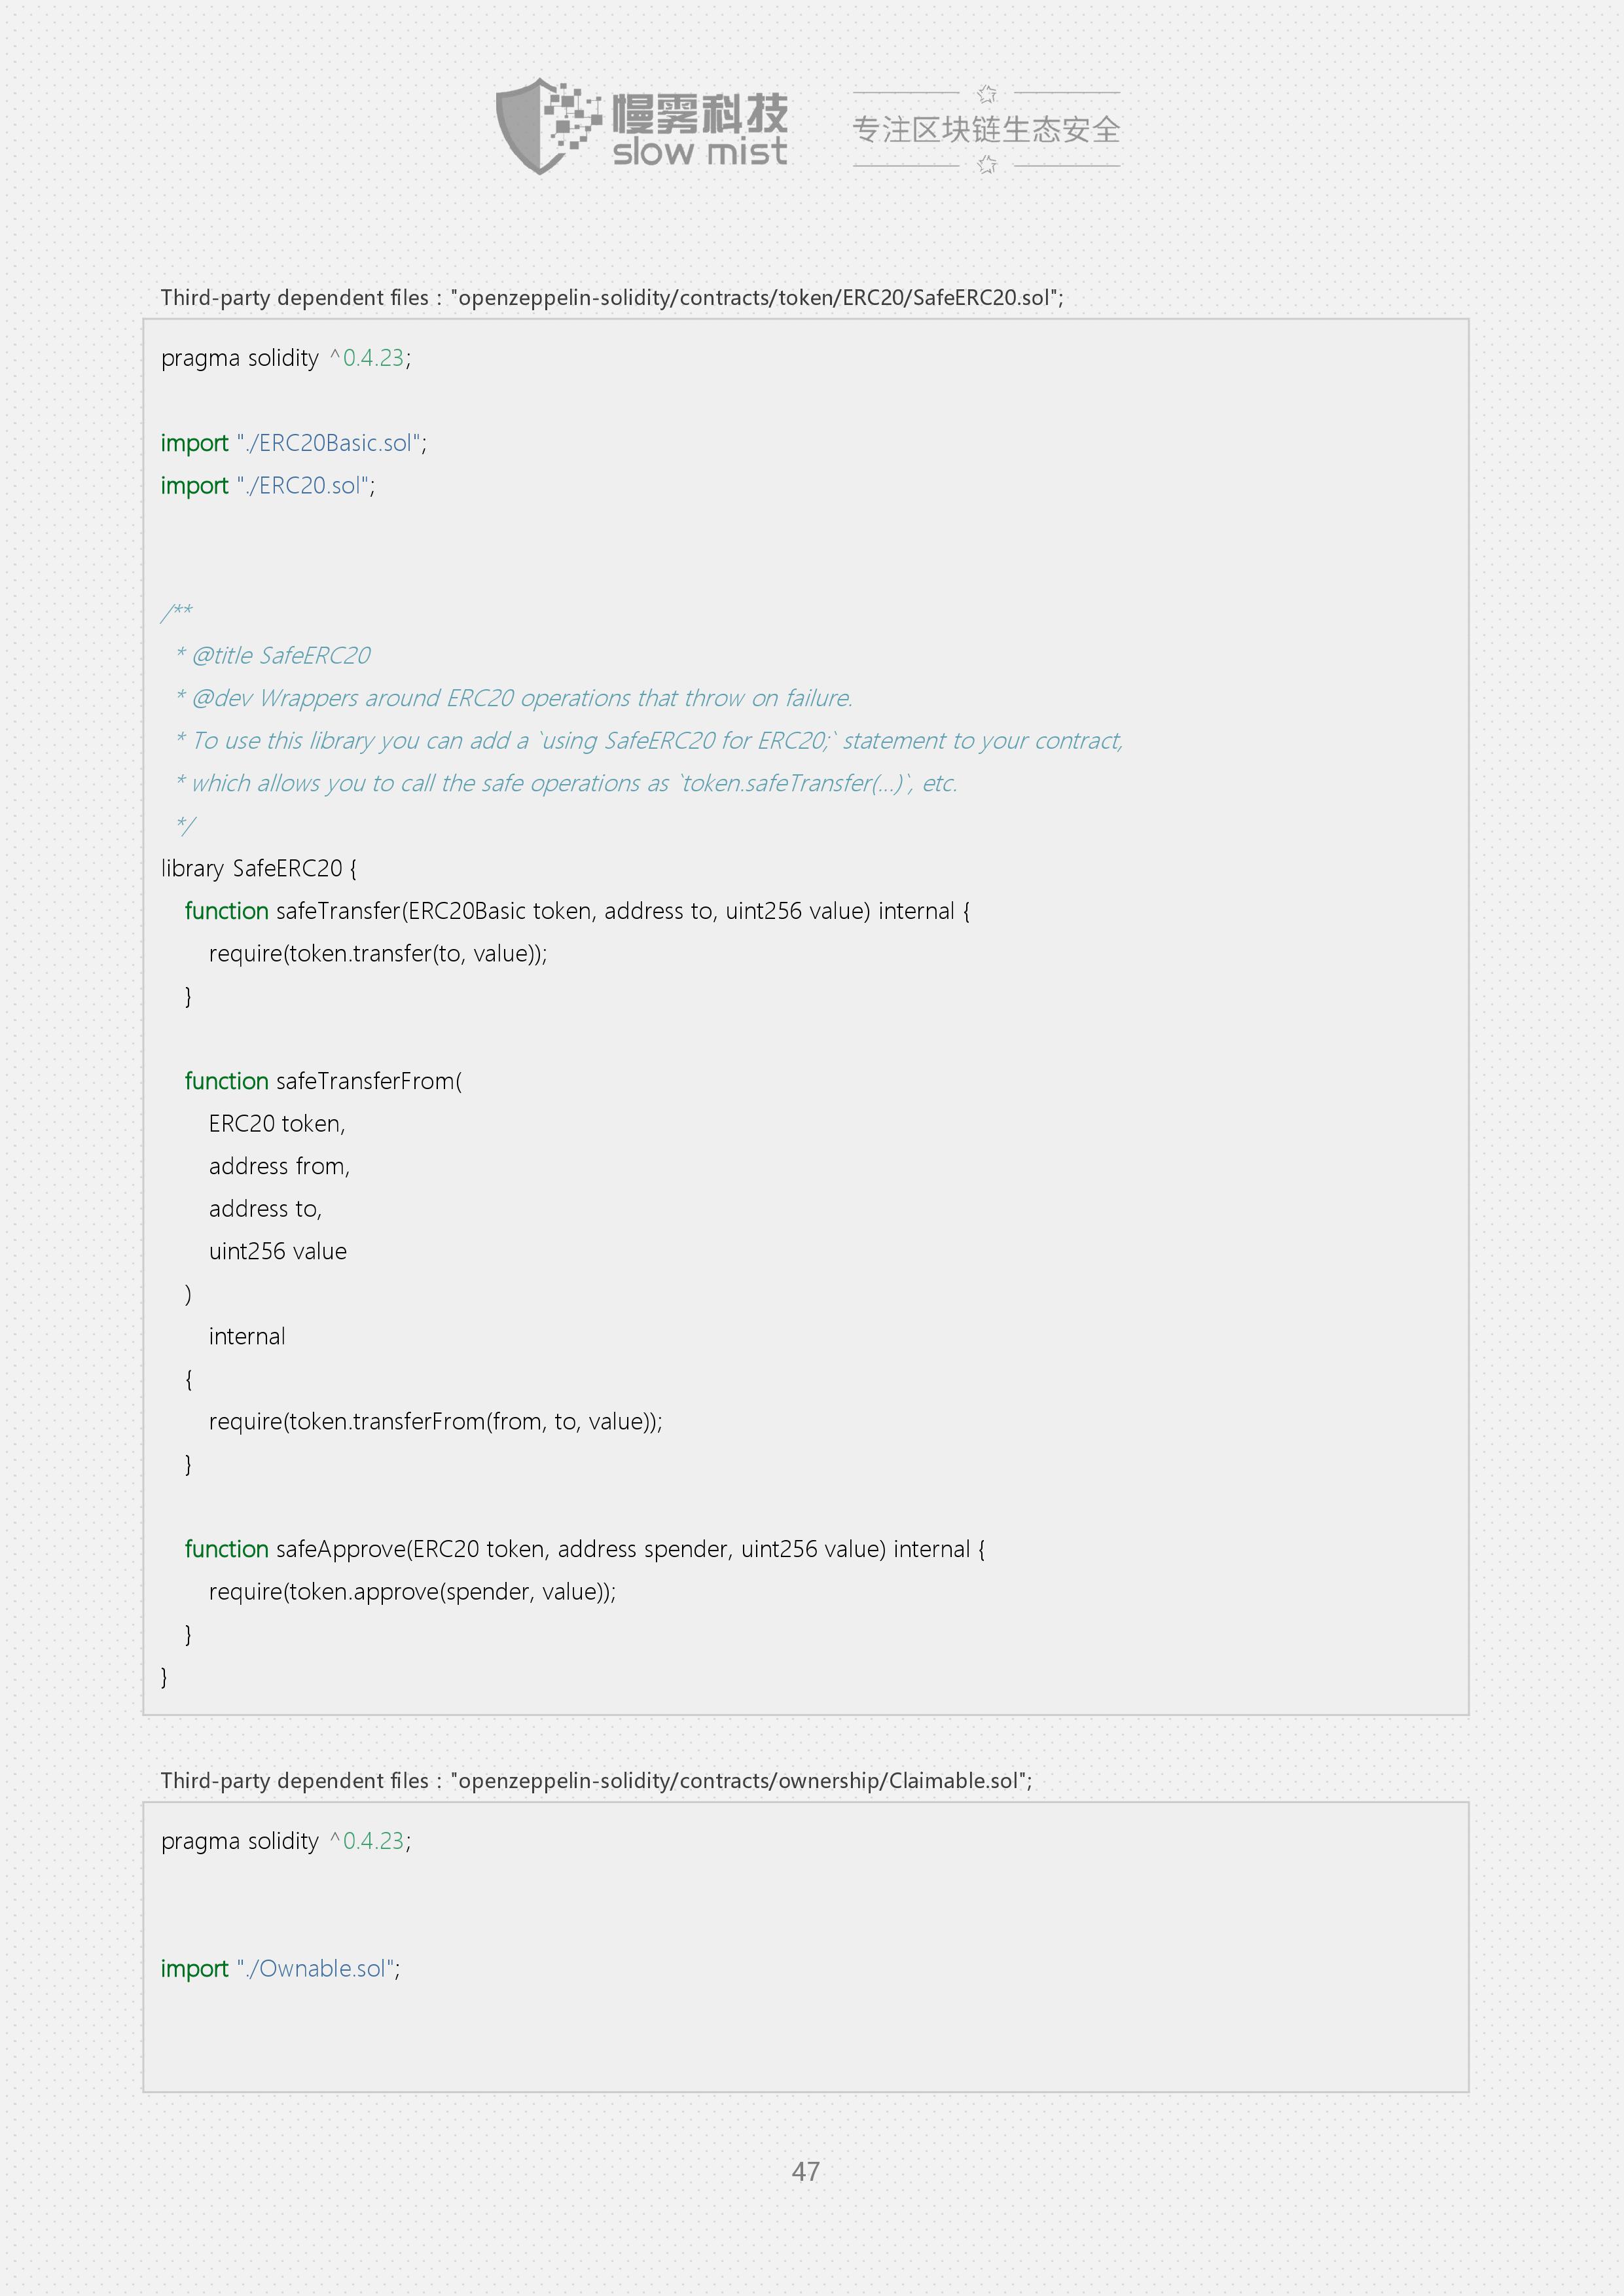 慢雾科技
slow mist
专注区块链生态安全
Third-party dependent files : "openzeppelin-solidity/contracts/token/ERC20/SafeERC20.sol";
pragma solidity ^0.4.23;
import "./ERC20Basic.sol";
import "./ERC20.sol";
/**
 * @title SafeERC20
 * @dev Wrappers around ERC20 operations that throw on failure.
 * To use this library you can add a `using SafeERC20 for ERC20;` statement to your contract,
 * which allows you to call the safe operations as `token.safeTransfer(...)`, etc.
 */
library SafeERC20 {
  function safeTransfer(ERC20Basic token, address to, uint256 value) internal {
    require(token.transfer(to, value));
  }
  function safeTransferFrom(
    ERC20 token,
    address from,
    address to,
    uint256 value
  )
    internal
  {
    require(token.transferFrom(from, to, value));
  }
  function safeApprove(ERC20 token, address spender, uint256 value) internal {
    require(token.approve(spender, value));
  }
}
Third-party dependent files : "openzeppelin-solidity/contracts/ownership/Claimable.sol";
pragma solidity ^0.4.23;
import "./Ownable.sol";
47